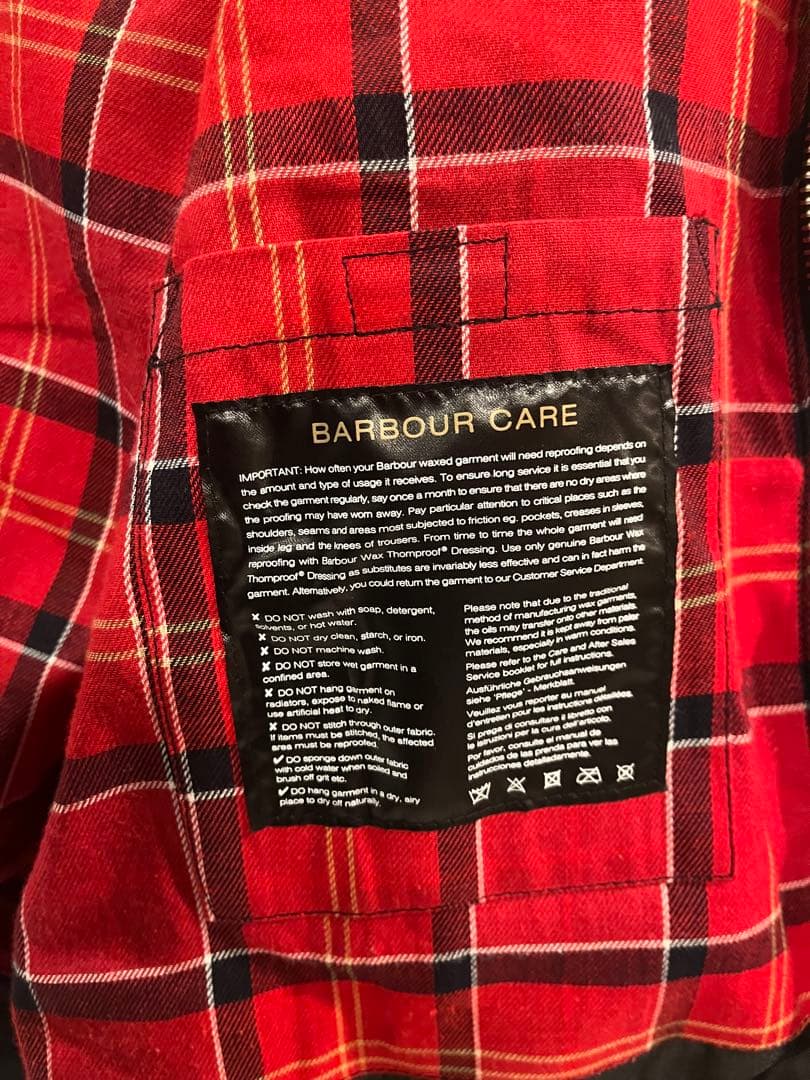 BARBOUR CARE
IMPORTANT: How often your Barbour waxed garment will need reproofing depends on
the amount and type of usage it receives. To ensure long service it is essential that you
check the garment regularly, say once a month to ensure that there are no dry areas where
the proofing may have worn away. Pay particular attention to critical places such as the
shoulders, seams and areas most subjected to friction eg. pockets, creases in sleeves,
inside leg and the knees of trousers. From time to time the whole garment will need
reproofing with Barbour Wax Thornproof® Dressing. Use only genuine Barbour Wax
Thornproof® Dressing as substitutes are invariably less effective and can in fact harm the
garment. Alternatively, you could return the garment to our Customer Service Department.
✘ DO NOT wash with soap, detergent,
solvents, or hot water.
✘ DO NOT dry clean, starch, or iron.
✘ DO NOT machine wash.
✘ DO NOT store wet garment in a
confined area.
✘ DO NOT hang garment on
radiators, expose to naked flame or
use artificial heat to dry.
✘ DO NOT stitch through outer fabric.
If items must be stitched, the affected
area must be reproofed.
✔ DO sponge down outer fabric
with cold water when soiled and
brush off grit etc.
✔ DO hang garment in a dry, airy
place to dry off naturally.
Please note that due to the traditional
method of manufacturing wax garments,
the oils may transfer onto other materials.
We recommend it is kept away from paler
materials, especially in warm conditions.
Please refer to the Care and After Sales
Service booklet for full instructions.
Ausführliche Gebrauchsanweisungen
siehe 'Pflege' - Merkblatt.
Veuillez vous reporter au manuel
d'entretien pour les instructions détaillées.
Si prega di consultare il libretto con
le istruzioni per la cura dell'articolo.
Por favor, consulte el manual de
cuidados de las prenda para ver las
instrucciones detalladamente.